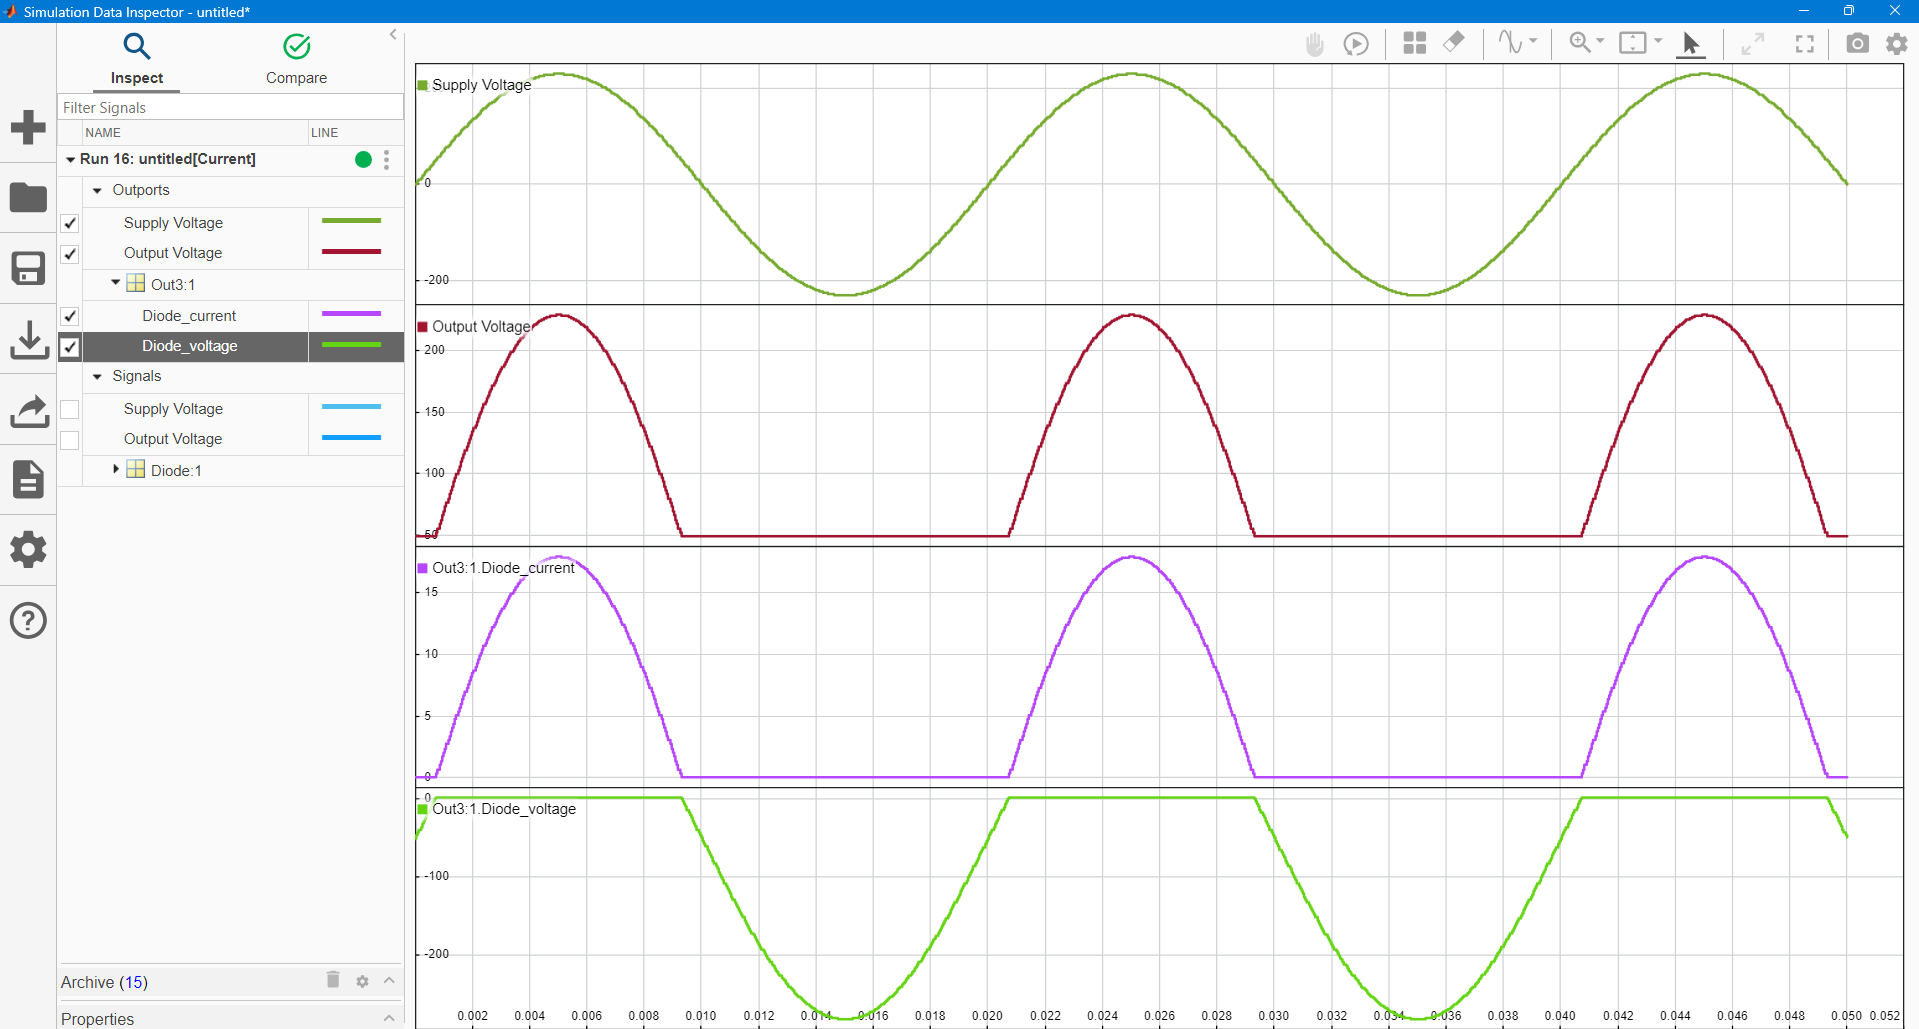 Simulation Data Inspector - untitled*
Inspect
Compare
Filter Signals
NAME
LINE
Run 16: untitled[Current]
Outports
Supply Voltage
Output Voltage
Out3:1
Diode_current
Diode_voltage
Signals
Supply Voltage
Output Voltage
Diode:1
Archive (15)
Properties
Supply Voltage
0
-200
Output Voltage
200
150
100
50
Out3:1.Diode_current
15
10
5
0
0
Out3:1.Diode_voltage
-100
-200
0.002 0.004 0.006 0.008 0.010 0.012 0.014 0.016 0.018 0.020 0.022 0.024 0.026 0.028 0.030 0.032 0.034 0.036 0.038 0.040 0.042 0.044 0.046 0.048 0.050 0.052